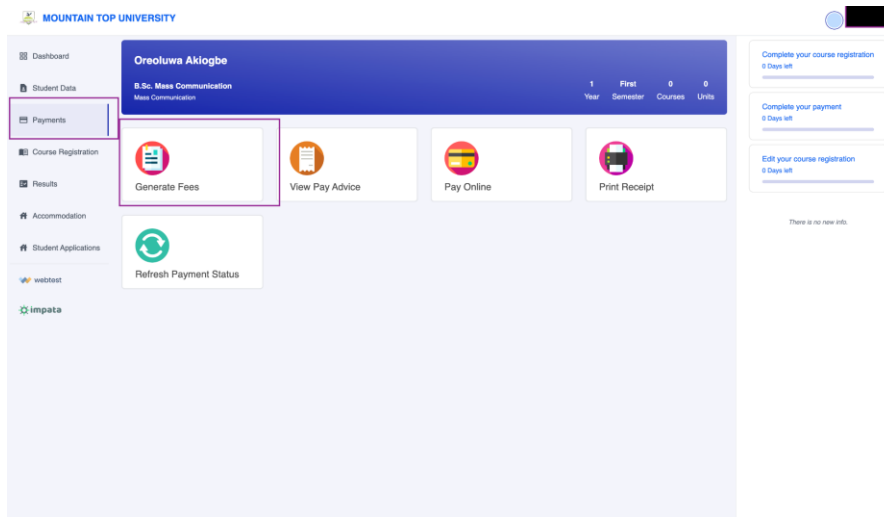 MOUNTAIN TOP UNIVERSITY
Dashboard
Student Data
Payments
Course Registration
Results
Accommodation
Student Applications
webtest
impata
Oreoluwa Akiogbe
B.Sc. Mass Communication
Mass Communication
1 First 0 0
Year Semester Courses Units
Generate Fees
View Pay Advice
Pay Online
Print Receipt
Refresh Payment Status
Complete your course registration
0 Days left
Complete your payment
0 Days left
Edit your course registration
0 Days left
There is no new info.